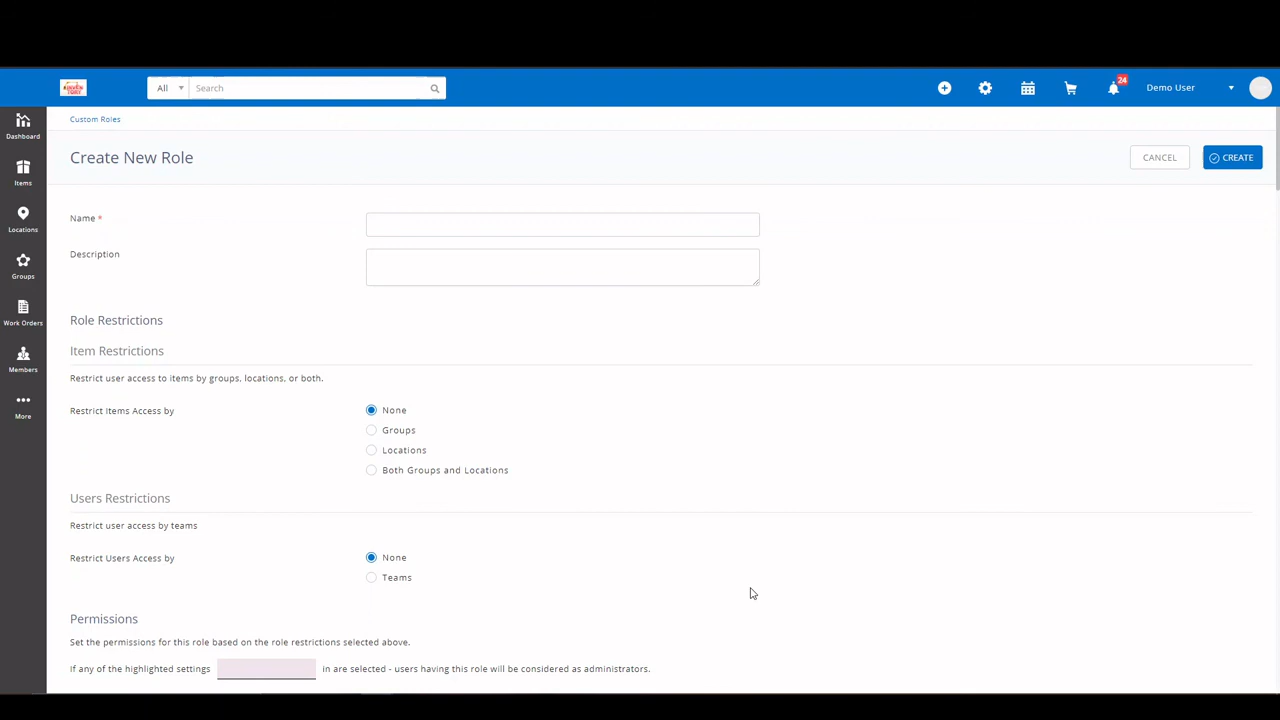 All
Search
24
Demo User
Custom Roles
Create New Role
CANCEL
CREATE
Dashboard
Items
Locations
Groups
Work Orders
Members
More
Name *
Description
Role Restrictions
Item Restrictions
Restrict user access to items by groups, locations, or both.
Restrict Items Access by
None
Groups
Locations
Both Groups and Locations
Users Restrictions
Restrict user access by teams
Restrict Users Access by
None
Teams
Permissions
Set the permissions for this role based on the role restrictions selected above.
If any of the highlighted settings in are selected - users having this role will be considered as administrators.